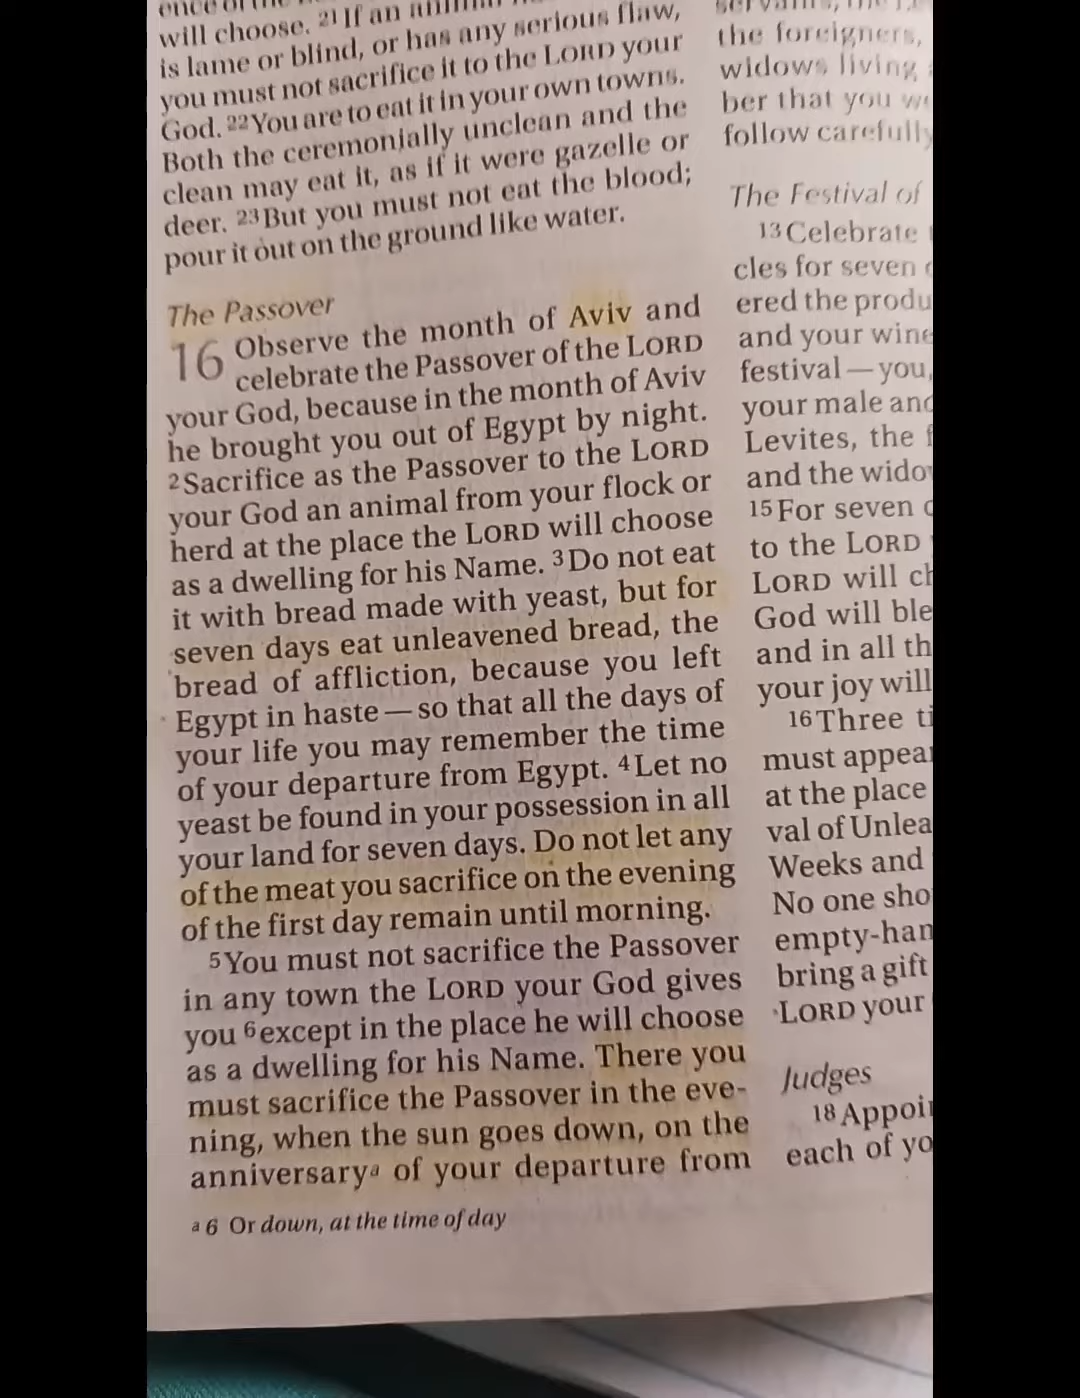 will choose. 21 If an
is lame or blind, or has any serious flaw,
you must not sacrifice it to the LORD your
God. 22 You are to eat it in your own towns.
Both the ceremonially unclean and the
clean may eat it, as if it were gazelle or
deer. 23 But you must not eat the blood;
pour it out on the ground like water.
The Passover
16 Observe the month of Aviv and
celebrate the Passover of the LORD
your God, because in the month of Aviv
he brought you out of Egypt by night.
2 Sacrifice as the Passover to the LORD
your God an animal from your flock or
herd at the place the LORD will choose
as a dwelling for his Name. 3 Do not eat
it with bread made with yeast, but for
seven days eat unleavened bread, the
bread of affliction, because you left
Egypt in haste — so that all the days of
your life you may remember the time
of your departure from Egypt. 4 Let no
yeast be found in your possession in all
your land for seven days. Do not let any
of the meat you sacrifice on the evening
of the first day remain until morning.
5 You must not sacrifice the Passover
in any town the LORD your God gives
you 6 except in the place he will choose
as a dwelling for his Name. There you
must sacrifice the Passover in the eve-
ning, when the sun goes down, on the
anniversary a of your departure from
a 6 Or down, at the time of day
the foreigners,
widows living
ber that you
follow carefully
The Festival of
13 Celebrate
cles for seven
ered the produ
and your wine
festival — you,
your male and
Levites, the
and the wido
15 For seven
to the LORD
LORD will ch
God will ble
and in all th
your joy will
16 Three ti
must appear
at the place
val of Unlea
Weeks and
No one sho
empty-han
bring a gift
LORD your
Judges
18 Appoin
each of yo